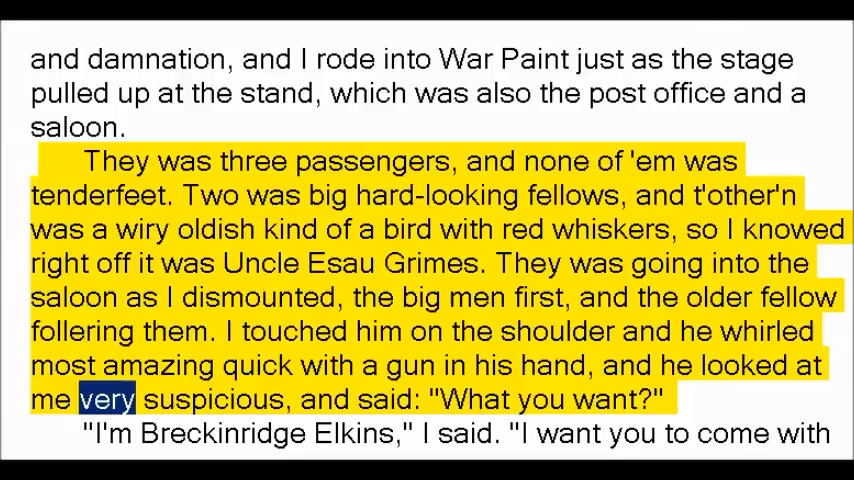 and damnation, and I rode into War Paint just as the stage
pulled up at the stand, which was also the post office and a
saloon.
They was three passengers, and none of 'em was
tenderfeet. Two was big hard-looking fellows, and t'other'n
was a wiry oldish kind of a bird with red whiskers, so I knowed
right off it was Uncle Esau Grimes. They was going into the
saloon as I dismounted, the big men first, and the older fellow
follering them. I touched him on the shoulder and he whirled
most amazing quick with a gun in his hand, and he looked at
me very suspicious, and said: "What you want?"
"I'm Breckinridge Elkins," I said. "I want you to come with